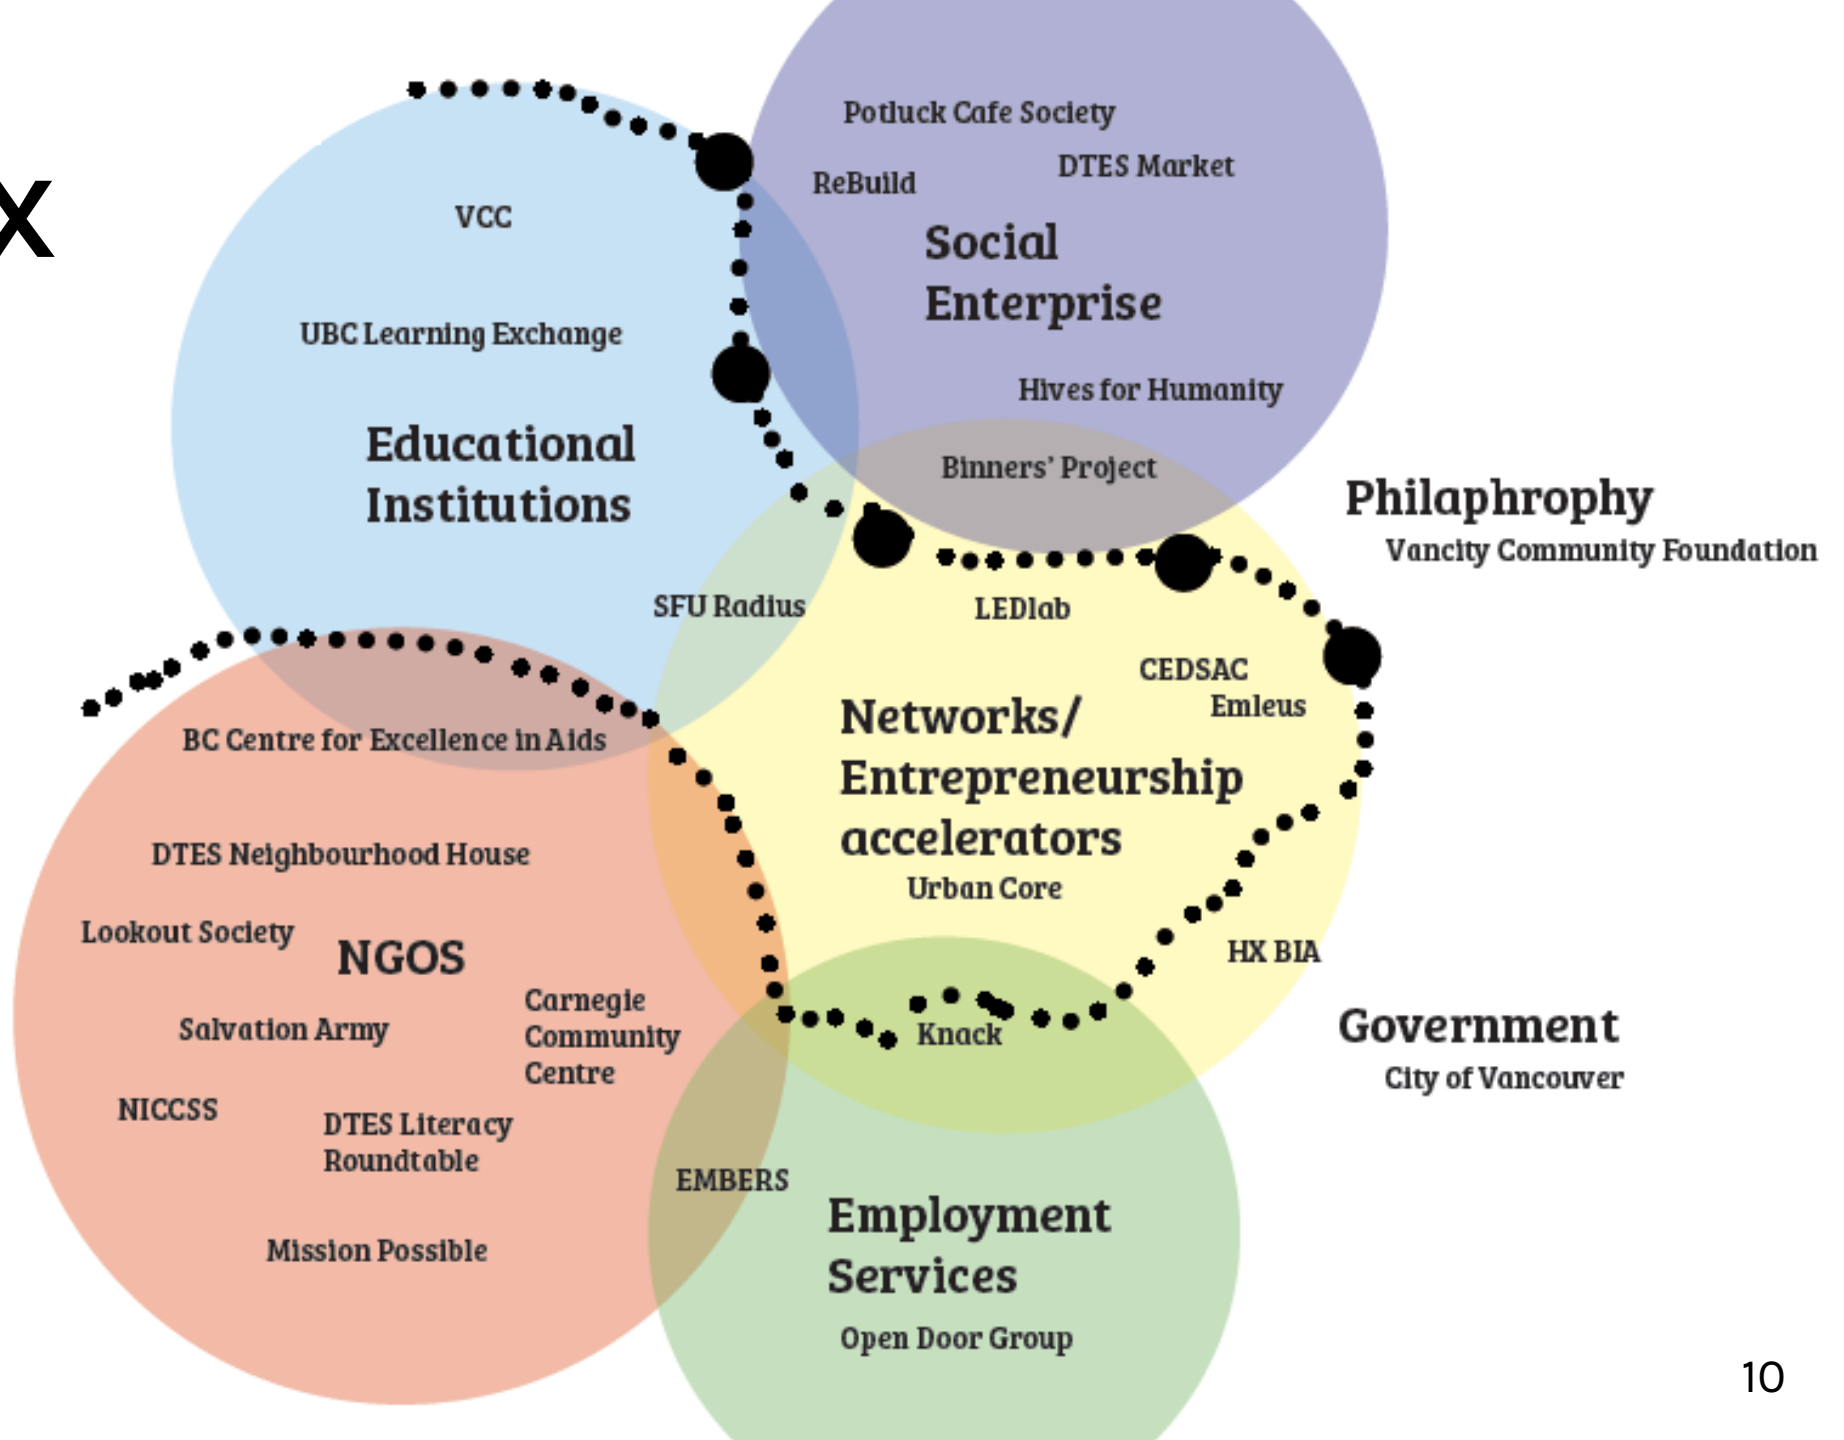 x
Potluck Cafe Society
DTES Market
ReBuild
Social
Enterprise
Hives for Humanity
Binners' Project
VCC
UBC Learning Exchange
Educational
Institutions
SFU Radius
Philaphrophy
Vancity Community Foundation
LEDlab
CEDSAC
Emleus
Networks/
Entrepreneurship
accelerators
Urban Core
HX BIA
Knack
BC Centre for Excellence in Aids
DTES Neighbourhood House
Lookout Society
NGOS
Carnegie
Community
Centre
Salvation Army
NICCSS
DTES Literacy
Roundtable
Mission Possible
Government
City of Vancouver
EMBERS
Employment
Services
Open Door Group
10